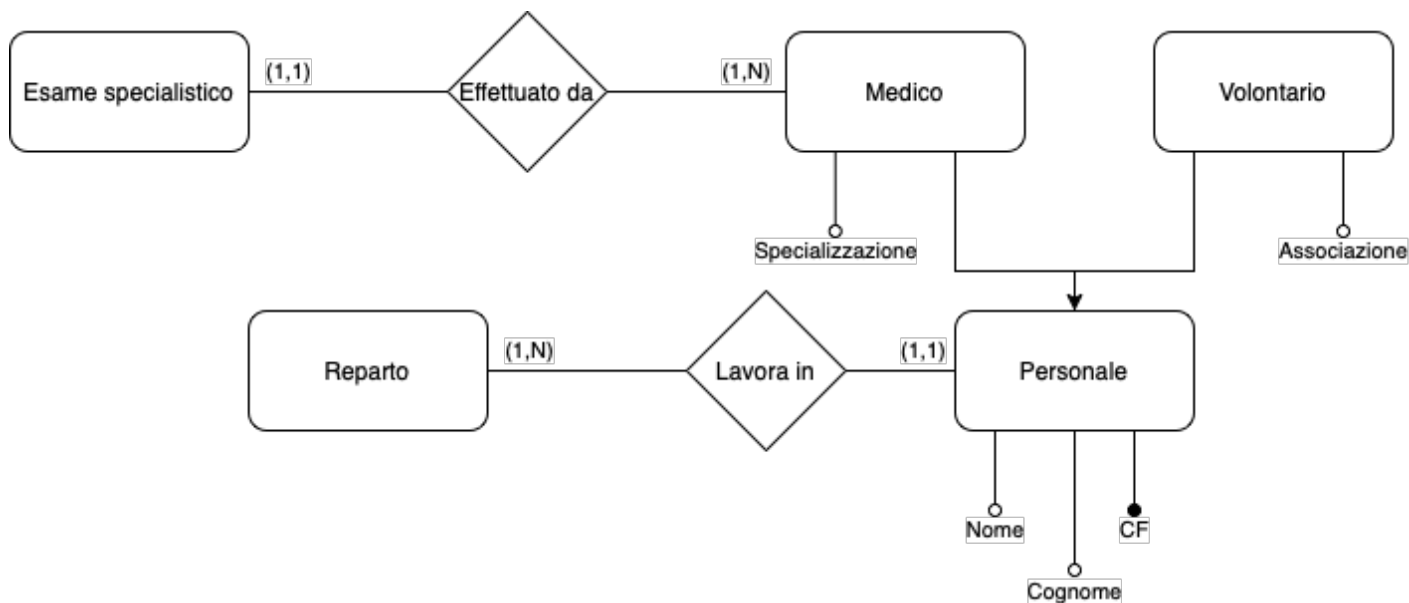 Esame specialistico
(1,1)
Effettuato da
(1,N)
Medico
Volontario
Specializzazione
Associazione
Reparto
(1,N)
Lavora in
(1,1)
Personale
Nome
CF
Cognome